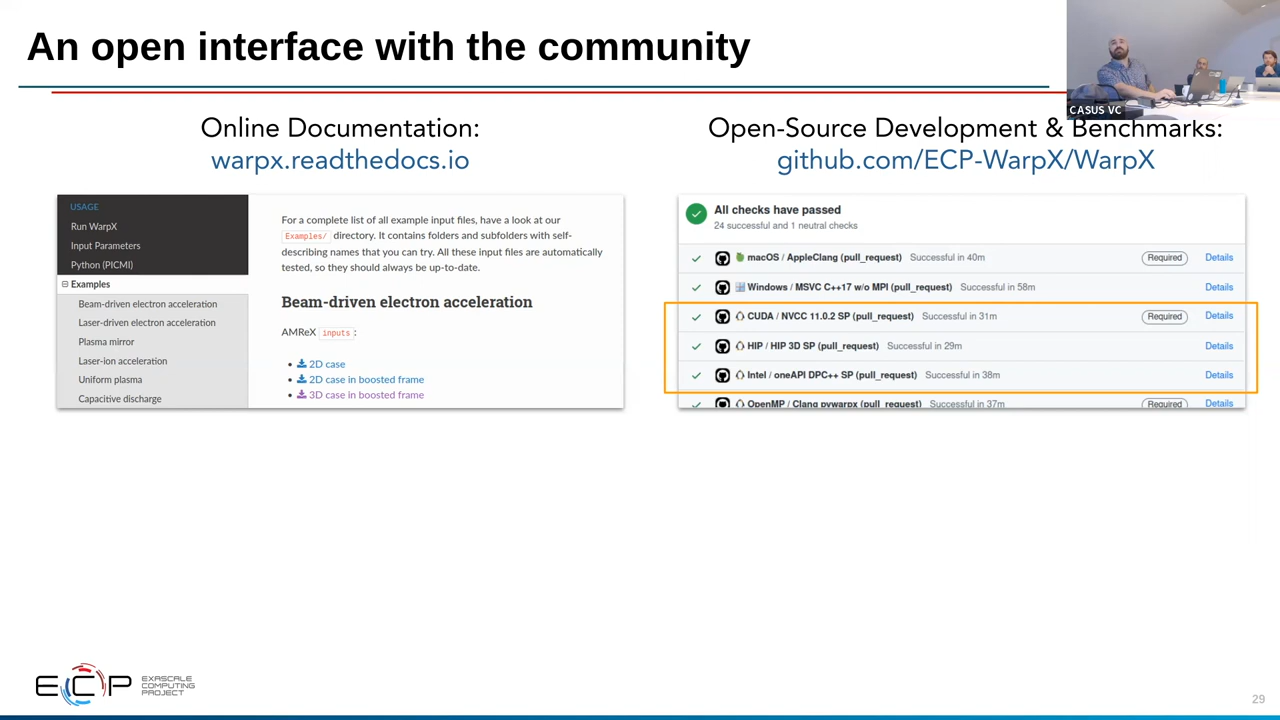 An open interface with the community
CASUS VC
Online Documentation:
warpx.readthedocs.io
USAGE
Run WarpX
Input Parameters
Python (PICMI)
Examples
Beam-driven electron acceleration
Laser-driven electron acceleration
Plasma mirror
Laser-ion acceleration
Uniform plasma
Capacitive discharge
For a complete list of all example input files, have a look at our
Examples/ directory. It contains folders and subfolders with self-
describing names that you can try. All these input files are automatically
tested, so they should always be up-to-date.
Beam-driven electron acceleration
AMReX inputs :
• 2D case
• 2D case in boosted frame
• 3D case in boosted frame
Open-Source Development & Benchmarks:
github.com/ECP-WarpX/WarpX
All checks have passed
24 successful and 1 neutral checks
macOS / AppleClang (pull_request) Successful in 40m Required Details
Windows / MSVC C++17 w/o MPI (pull_request) Successful in 58m Details
CUDA / NVCC 11.0.2 SP (pull_request) Successful in 31m Required Details
HIP / HIP 3D SP (pull_request) Successful in 29m Details
Intel / oneAPI DPC++ SP (pull_request) Successful in 38m Details
OpenMP / Clang pywarpx (pull_request) Successful in 37m Required Details
ECP
EXASCALE
COMPUTING
PROJECT
29